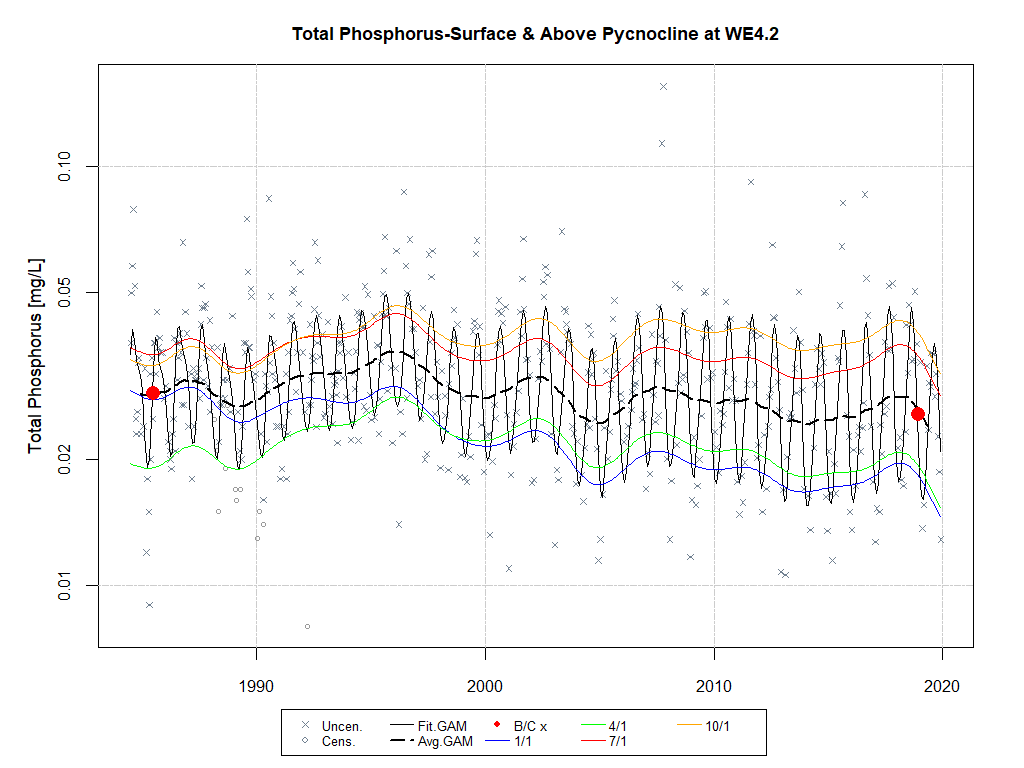 Total Phosphorus-Surface & Above Pycnocline at WE4.2
Total Phosphorus [mg/L]
0.10
0.05
0.02
0.01
1990 2000 2010 2020
Uncen. Fit.GAM B/C x 4/1 10/1
Cens. Avg.GAM 1/1 7/1